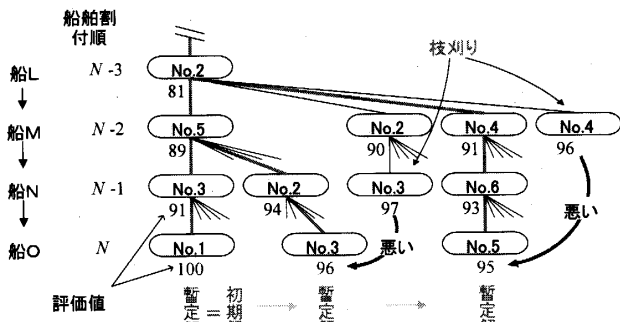 船舶割
付順
枝刈り
船L N-3 No.2
81
船M N-2 No.5 No.2 No.4 No.4
89 90 91 96
船N N-1 No.3 No.2 No.3 No.6
91 94 97 93
悪い 悪い
船O N No.1 No.3 No.5
100 96 95
評価値
暫定 = 初期
暫定
暫定